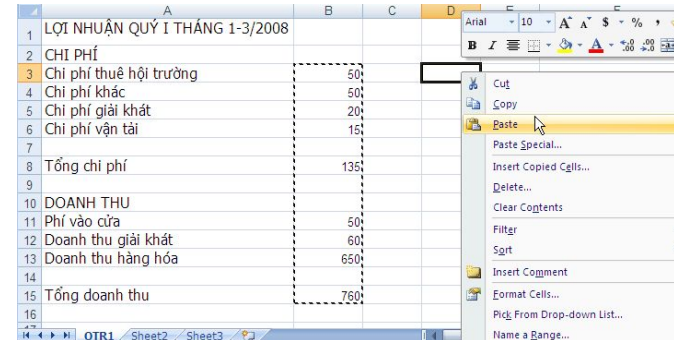 A B C D
Arial 10 A A $ % ,
B I A .00 .0
1 LỢI NHUẬN QUÝ I THÁNG 1-3/2008
2 CHI PHÍ
3 Chi phí thuê hội trường 50
4 Chi phí khác 50
5 Chi phí giải khát 20
6 Chi phí vận tải 15
7
8 Tổng chi phí 135
9
10 DOANH THU
11 Phí vào cửa 50
12 Doanh thu giải khát 60
13 Doanh thu hàng hóa 650
14
15 Tổng doanh thu 760
16
Cut
Copy
Paste
Paste Special...
Insert Copied Cells...
Delete...
Clear Contents
Filter
Sort
Insert Comment
Format Cells...
Pick From Drop-down List...
Name a Range...
QTR1 Sheet2 Sheet3